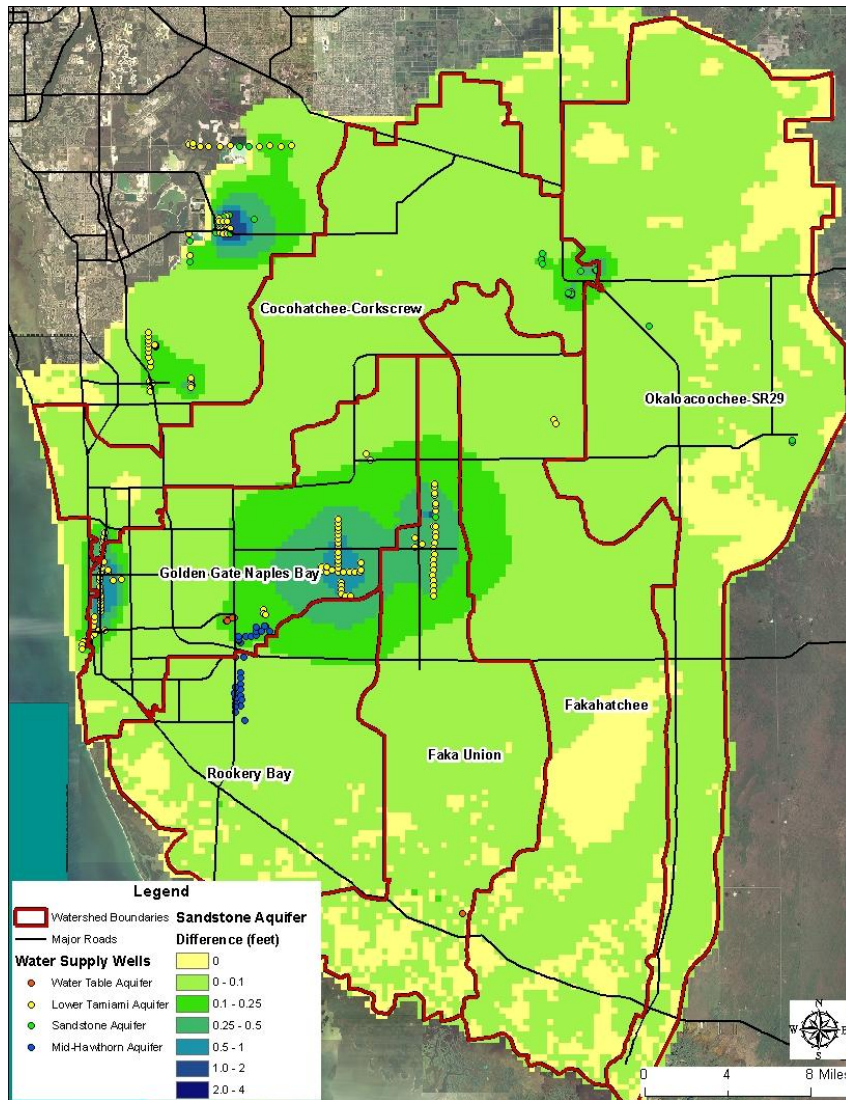 Cocohatchee-Corkscrew
Okaloacoochee-SR29
Golden Gate Naples Bay
Fakahatchee
Faka Union
Rookery Bay
Legend
Watershed Boundaries
Major Roads
Water Supply Wells
Water Table Aquifer
Lower Tamiami Aquifer
Sandstone Aquifer
Mid-Hawthorn Aquifer
Sandstone Aquifer
Difference (feet)
0
0 - 0.1
0.1 - 0.25
0.25 - 0.5
0.5 - 1
1.0 - 2
2.0 - 4
N
W
E
S
0 4 8 Miles